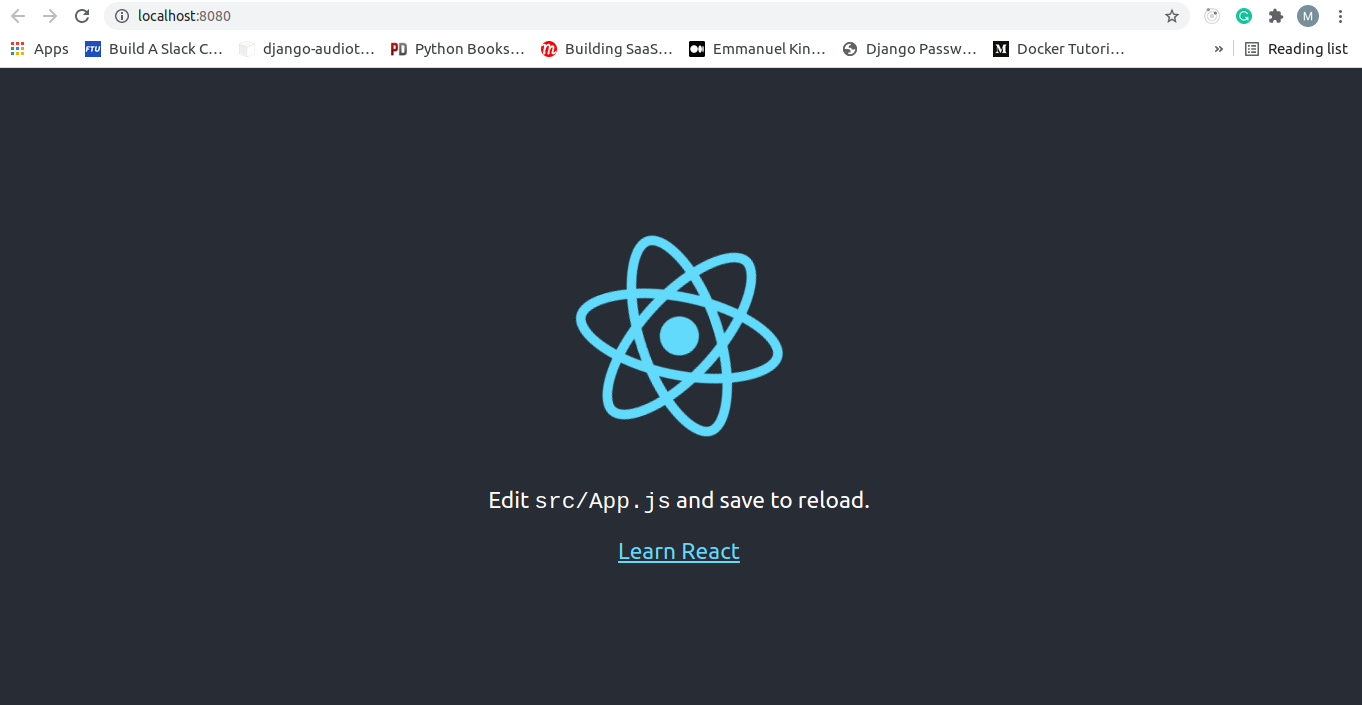 localhost:8080
M
Apps FTU Build A Slack C… django-audiot… PD Python Books… m Building SaaS… Emmanuel Kin… Django Passw… M Docker Tutori… » Reading list
Edit src/App.js and save to reload.
Learn React